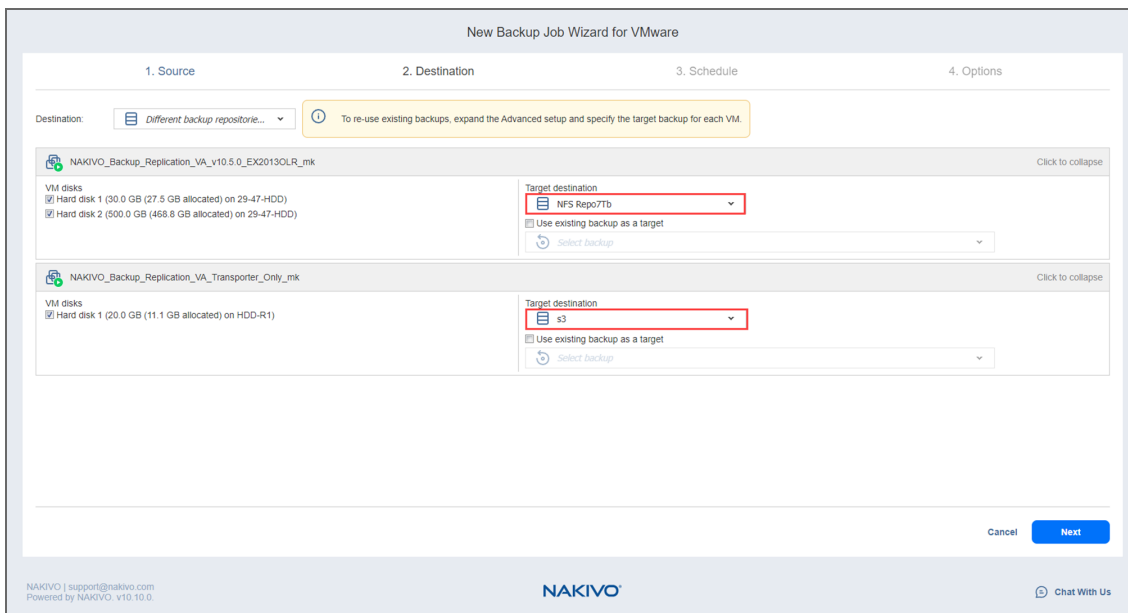 New Backup Job Wizard for VMware
1. Source
2. Destination
3. Schedule
4. Options
Destination:
Different backup repositorie...
To re-use existing backups, expand the Advanced setup and specify the target backup for each VM.
NAKIVO_Backup_Replication_VA_v10.5.0_EX2013OLR_mk
Click to collapse
VM disks
Hard disk 1 (30.0 GB (27.5 GB allocated) on 29-47-HDD)
Hard disk 2 (500.0 GB (468.8 GB allocated) on 29-47-HDD)
Target destination
NFS Repo7Tb
Use existing backup as a target
Select backup
NAKIVO_Backup_Replication_VA_Transporter_Only_mk
Click to collapse
VM disks
Hard disk 1 (20.0 GB (11.1 GB allocated) on HDD-R1)
Target destination
s3
Use existing backup as a target
Select backup
Cancel
Next
NAKIVO | support@nakivo.com
Powered by NAKIVO. v10.10.0.
NAKIVO®
Chat With Us